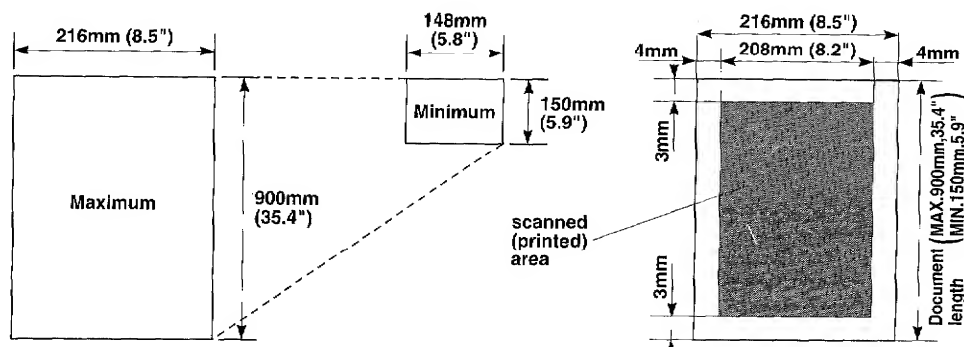 216mm (8.5")
148mm
(5.8")
Minimum
150mm
(5.9")
Maximum
900mm
(35.4")
216mm (8.5")
4mm
208mm (8.2")
4mm
3mm
scanned
(printed)
area
3mm
Document (MAX.900mm,35.4"
length (MIN.150mm,5.9"